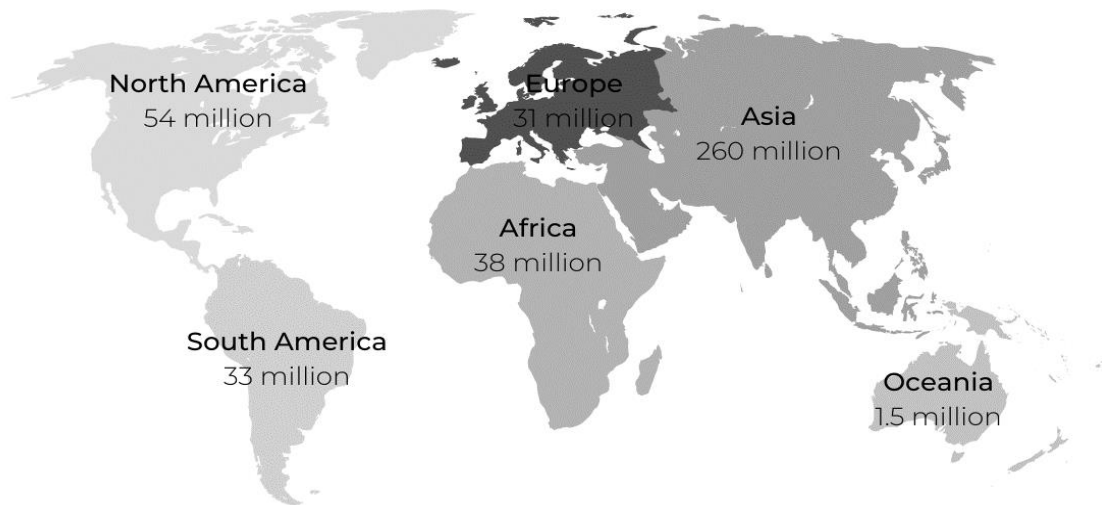 North America
54 million
Europe
31 million
Asia
260 million
Africa
38 million
South America
33 million
Oceania
1.5 million